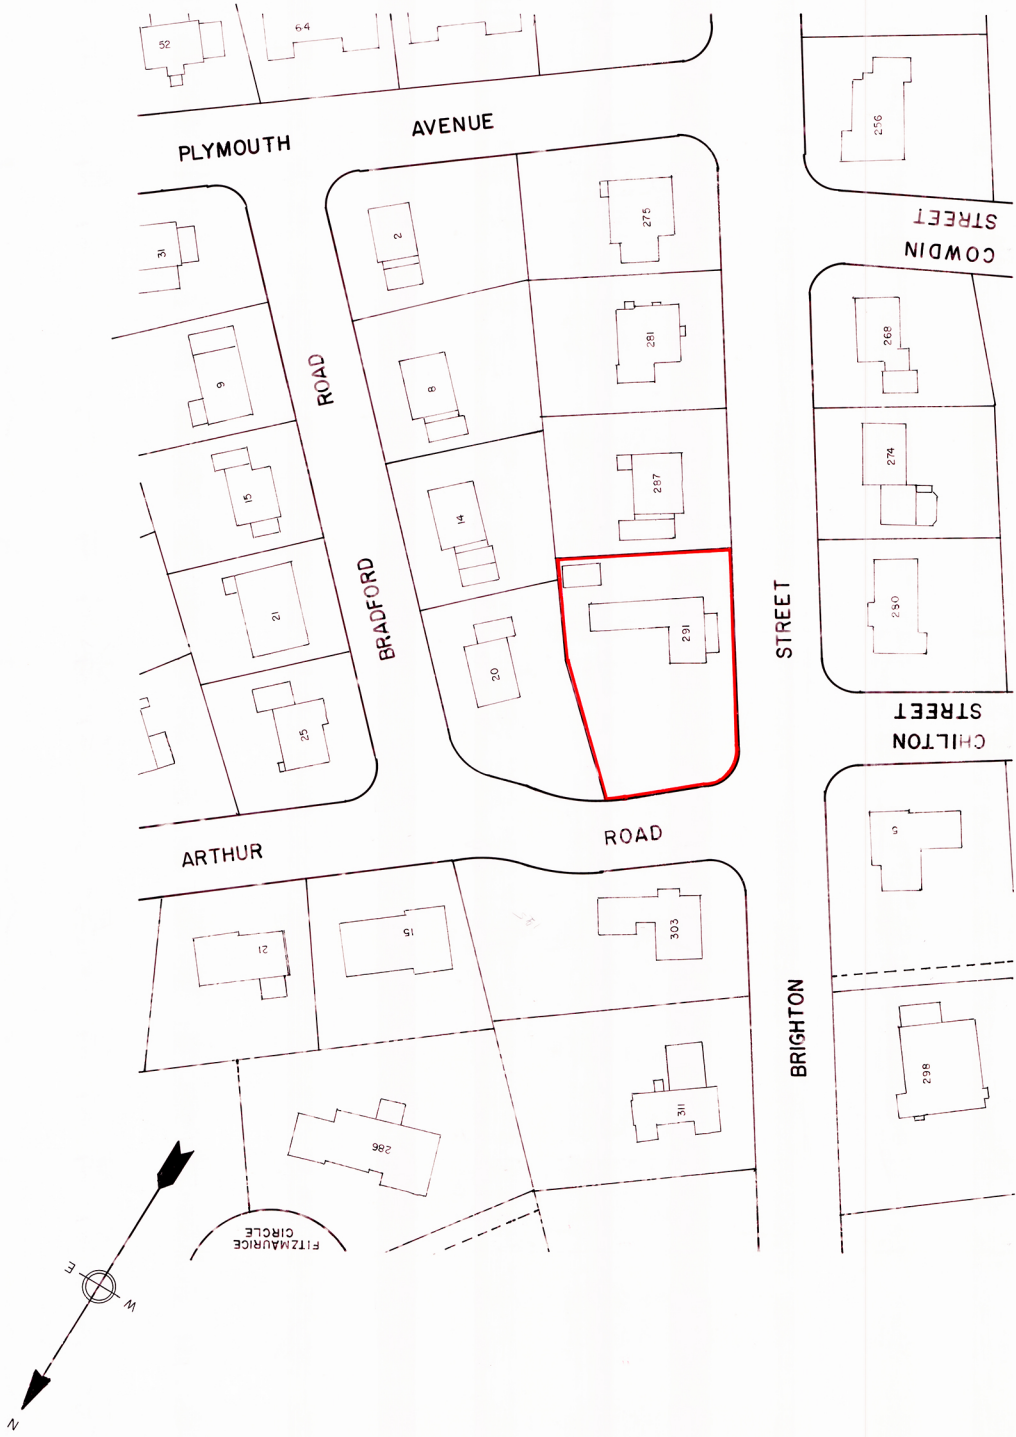 52
64
256
PLYMOUTH AVENUE
COWDIN
STREET
31
2
275
9
8
281
268
ROAD
15
14
287
274
21
20
291
280
BRADFORD
STREET
25
CHILTON
STREET
ARTHUR ROAD
5
21
15
303
BRIGHTON
298
286
311
FITZMAURICE
CIRCLE
E
W
N